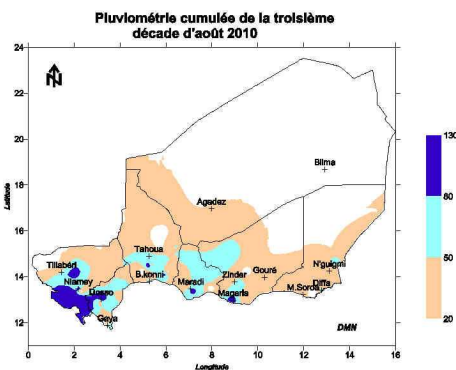 Pluviométrie cumulée de la troisième
décade d'août 2010
24
22
20
18
16
14
12
Latitude
N
Bilma
Agadez
Tahoua
Tillabéri
B.konni
Niamey
Dosso
Gaya
Maradi
Zinder
Magaria
Gouré
N'guigmi
Diffa
M.Soroa
DMN
0 2 4 6 8 10 12 14 16
Longitude
130
80
50
20